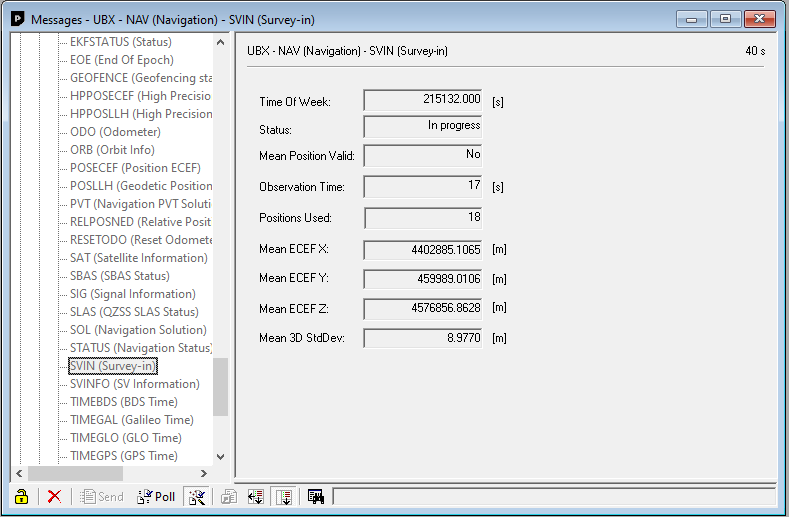 Messages - UBX - NAV (Navigation) - SVIN (Survey-in)
EKFSTATUS (Status)
EOE (End Of Epoch)
GEOFENCE (Geofencing sta
HPPOSECEF (High Precisio
HPPOSLLH (High Precision
ODO (Odometer)
ORB (Orbit Info)
POSECEF (Position ECEF)
POSLLH (Geodetic Position
PVT (Navigation PVT Soluti
RELPOSNED (Relative Posit
RESETODO (Reset Odomete
SAT (Satellite Information)
SBAS (SBAS Status)
SIG (Signal Information)
SLAS (QZSS SLAS Status)
SOL (Navigation Solution)
STATUS (Navigation Status)
SVIN (Survey-in)
SVINFO (SV Information)
TIMEBDS (BDS Time)
TIMEGAL (Galileo Time)
TIMEGLO (GLO Time)
TIMEGPS (GPS Time)
UBX - NAV (Navigation) - SVIN (Survey-in) 40 s
Time Of Week: 215132.000 [s]
Status: In progress
Mean Position Valid: No
Observation Time: 17 [s]
Positions Used: 18
Mean ECEF X: 4402885.1065 [m]
Mean ECEF Y: 459989.0106 [m]
Mean ECEF Z: 4576856.8628 [m]
Mean 3D StdDev: 8.9770 [m]
Send Poll